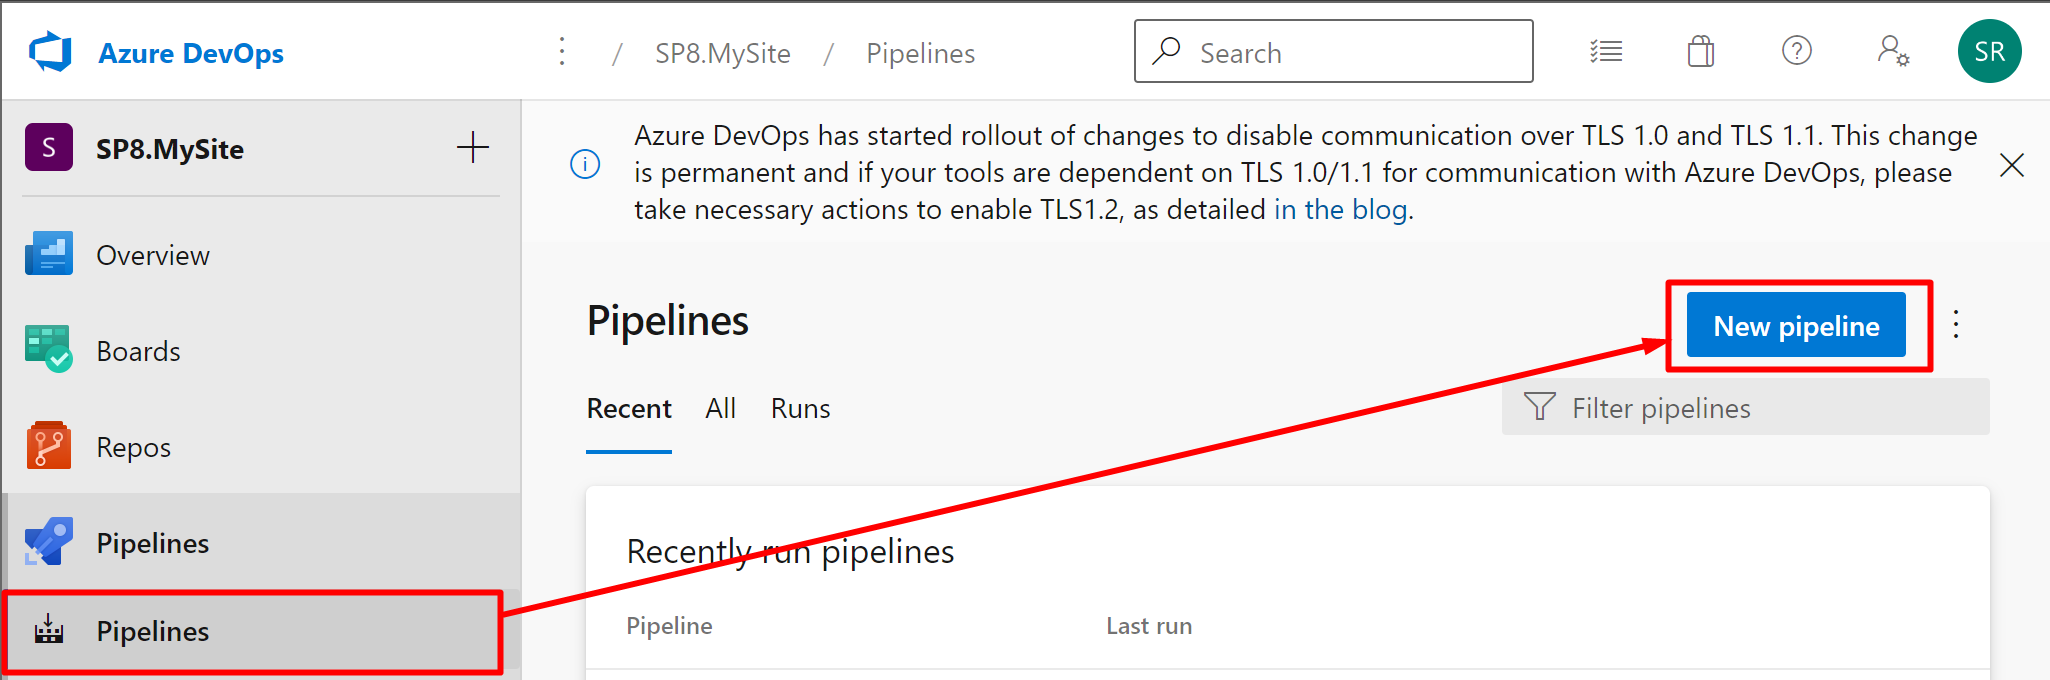 Azure DevOps
⋮ / SP8.MySite / Pipelines
Search
SR
S
SP8.MySite
Overview
Boards
Repos
Pipelines
Pipelines
Azure DevOps has started rollout of changes to disable communication over TLS 1.0 and TLS 1.1. This change
is permanent and if your tools are dependent on TLS 1.0/1.1 for communication with Azure DevOps, please
take necessary actions to enable TLS1.2, as detailed in the blog.
Pipelines
New pipeline
Recent All Runs
Filter pipelines
Recently run pipelines
Pipeline Last run